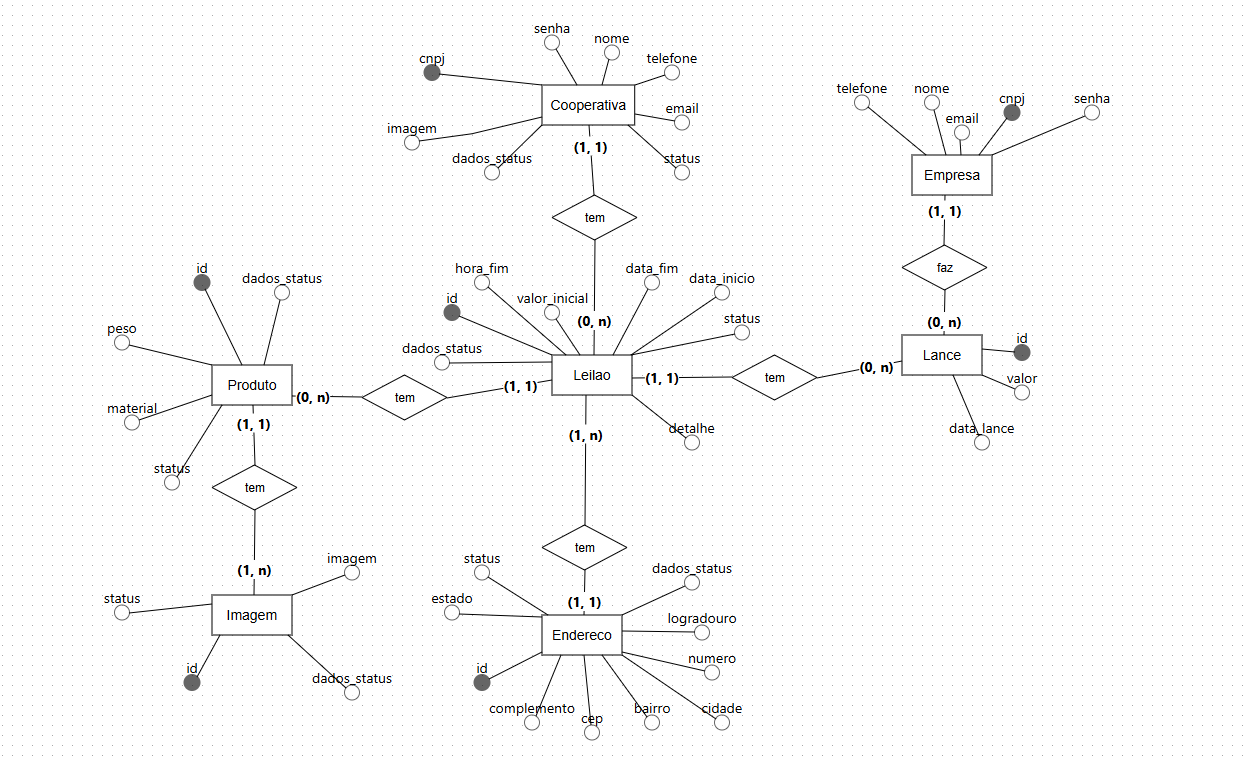 senha
nome
cnpj
telefone
Cooperativa
email
imagem
dados_status
status
(1, 1)
tem
telefone
nome
cnpj
senha
email
Empresa
(1, 1)
faz
(0, n)
id
dados_status
peso
Produto
material
status
(0, n)
tem
(1, 1)
hora_fim
data_fim
data_inicio
id
valor_inicial
(0, n)
status
dados_status
Leilao
(1, 1)
tem
(0, n)
detalhe
Lance
id
valor
data_lance
(1, 1)
tem
(1, n)
imagem
status
Imagem
id
dados_status
(1, n)
tem
(1, 1)
status
dados_status
estado
logradouro
Endereco
numero
id
complemento
cep
bairro
cidade